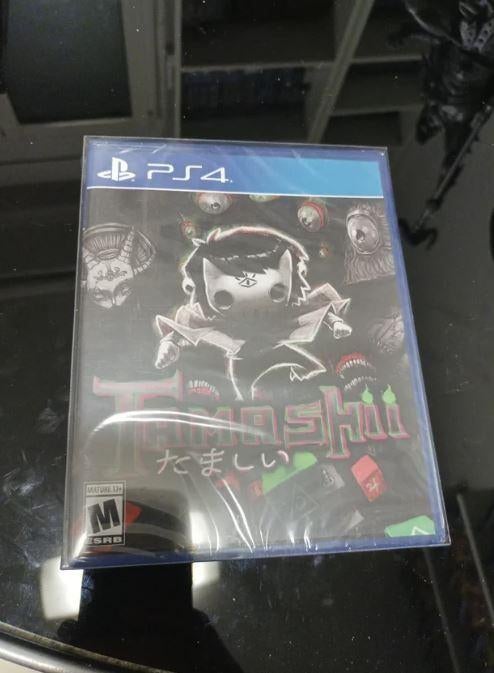 PS4
TAMASHII
たましい
MATURE 17+
M
ESRB